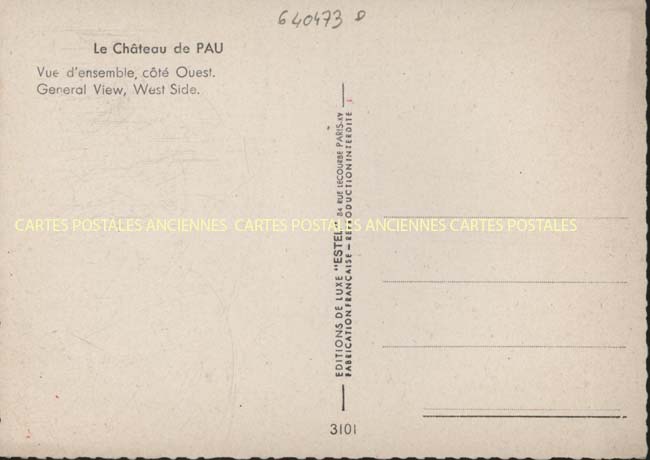 640473
Le Château de PAU
Vue d'ensemble, côté Ouest.
General View, West Side.
CARTES POSTALES ANCIENNES CARTES POSTALES ANCIENNES CARTES POSTALES
EDITIONS DE LUXE "ESTEL" 84 RUE LECOURBE PARIS-XV
FABRICATION FRANÇAISE — REPRODUCTION INTERDITE
3101